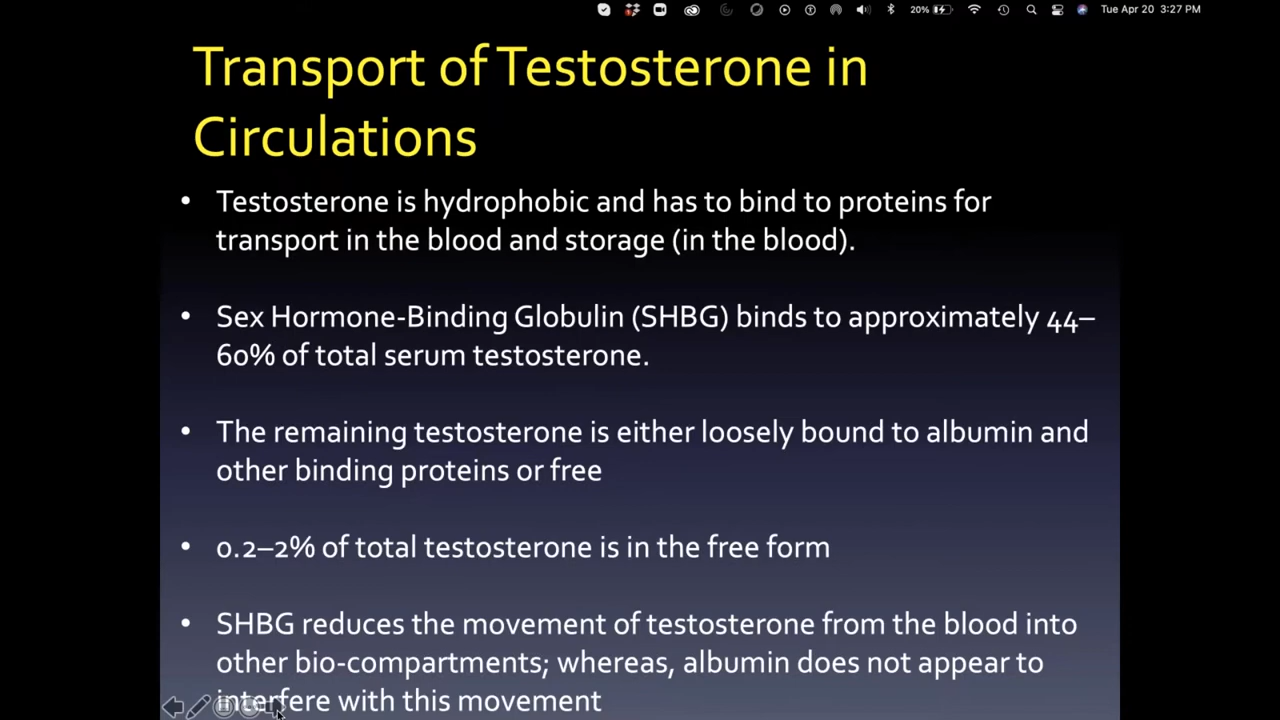 20%
Tue Apr 20 3:27 PM
Transport of Testosterone in
Circulations
• Testosterone is hydrophobic and has to bind to proteins for
transport in the blood and storage (in the blood).
• Sex Hormone-Binding Globulin (SHBG) binds to approximately 44–
60% of total serum testosterone.
• The remaining testosterone is either loosely bound to albumin and
other binding proteins or free
• 0.2–2% of total testosterone is in the free form
• SHBG reduces the movement of testosterone from the blood into
other bio-compartments; whereas, albumin does not appear to
interfere with this movement